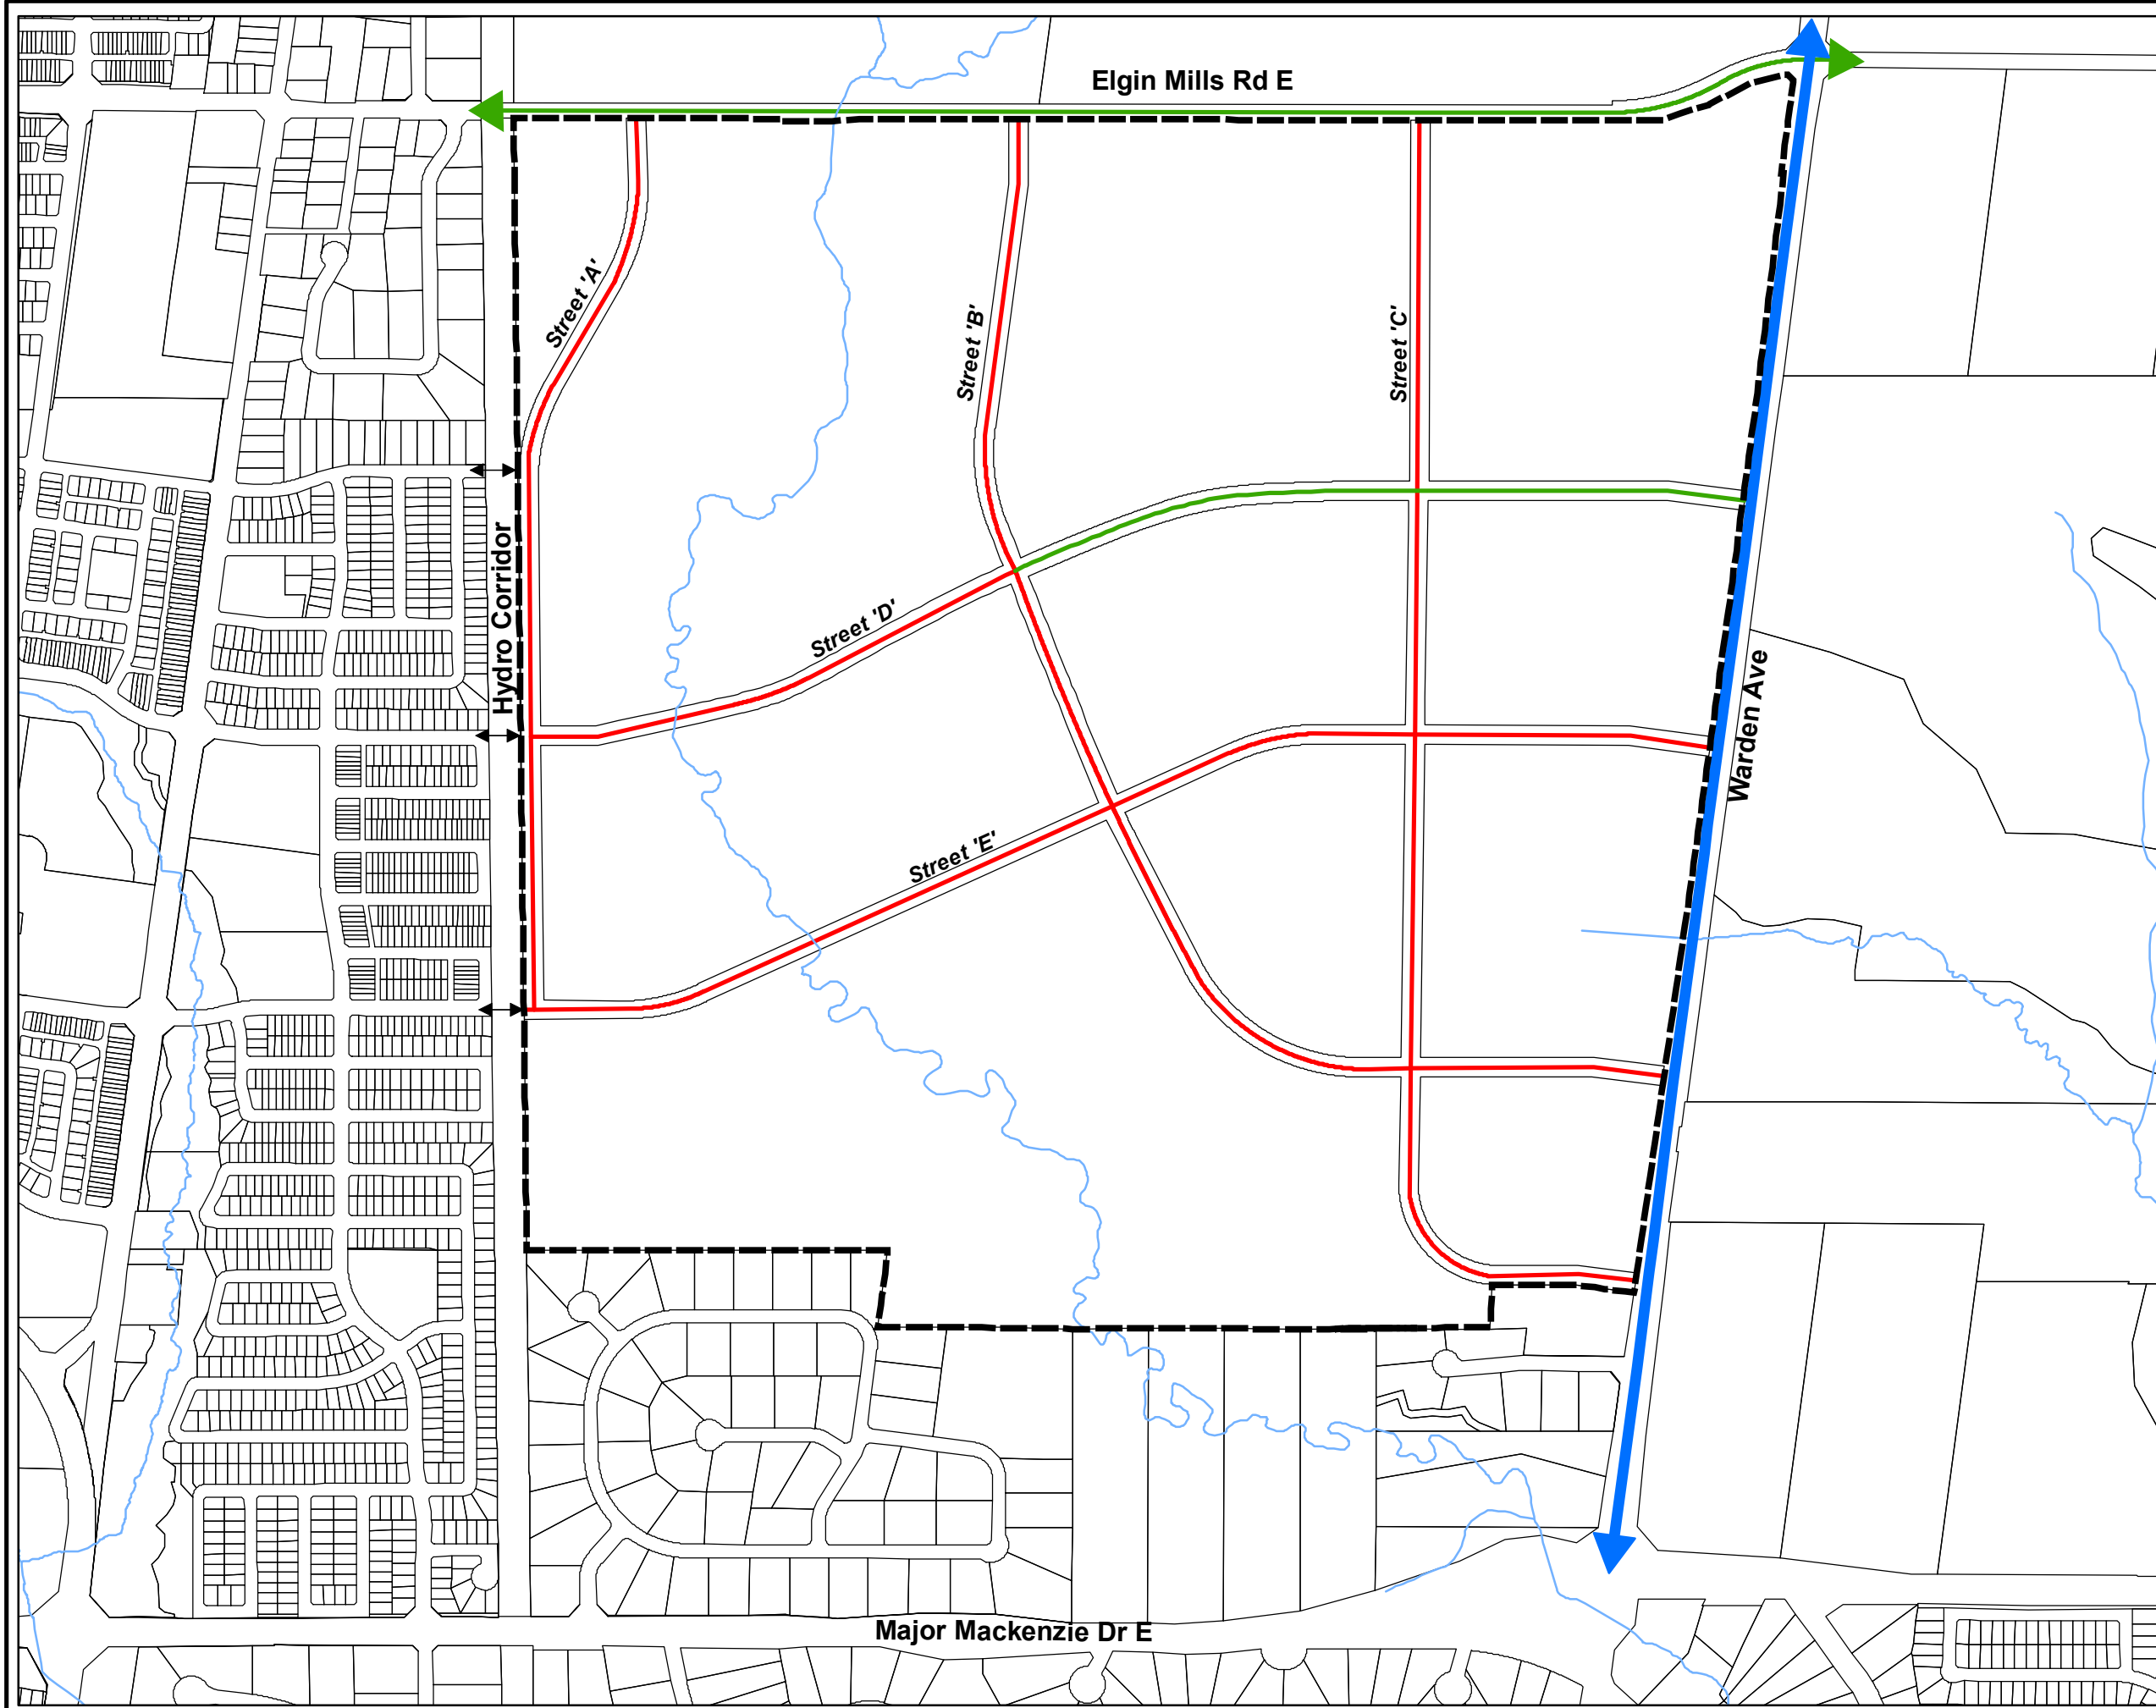 Elgin Mills Rd E
Street 'A'
Street 'B'
Street 'C'
Hydro Corridor
Street 'D'
Warden Ave
Street 'E'
Major Mackenzie Dr E